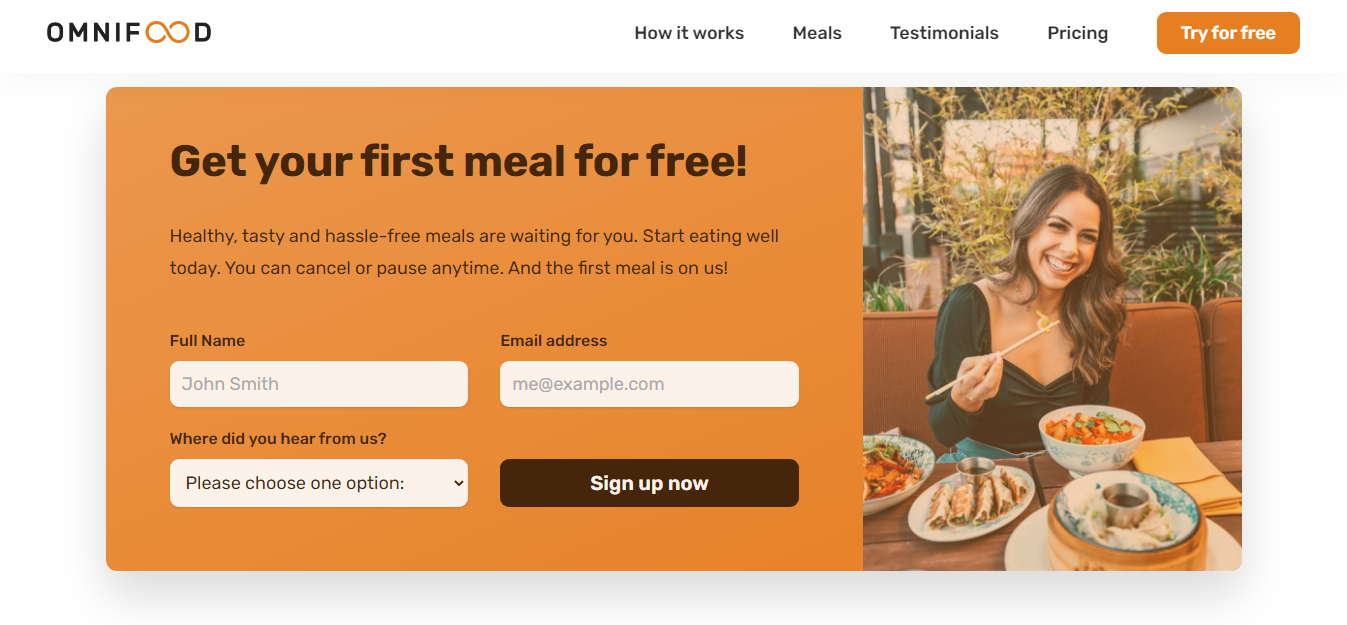 OMNIFOOD
How it works
Meals
Testimonials
Pricing
Try for free
Get your first meal for free!
Healthy, tasty and hassle-free meals are waiting for you. Start eating well
today. You can cancel or pause anytime. And the first meal is on us!
Full Name
Email address
John Smith
me@example.com
Where did you hear from us?
Please choose one option:
Sign up now